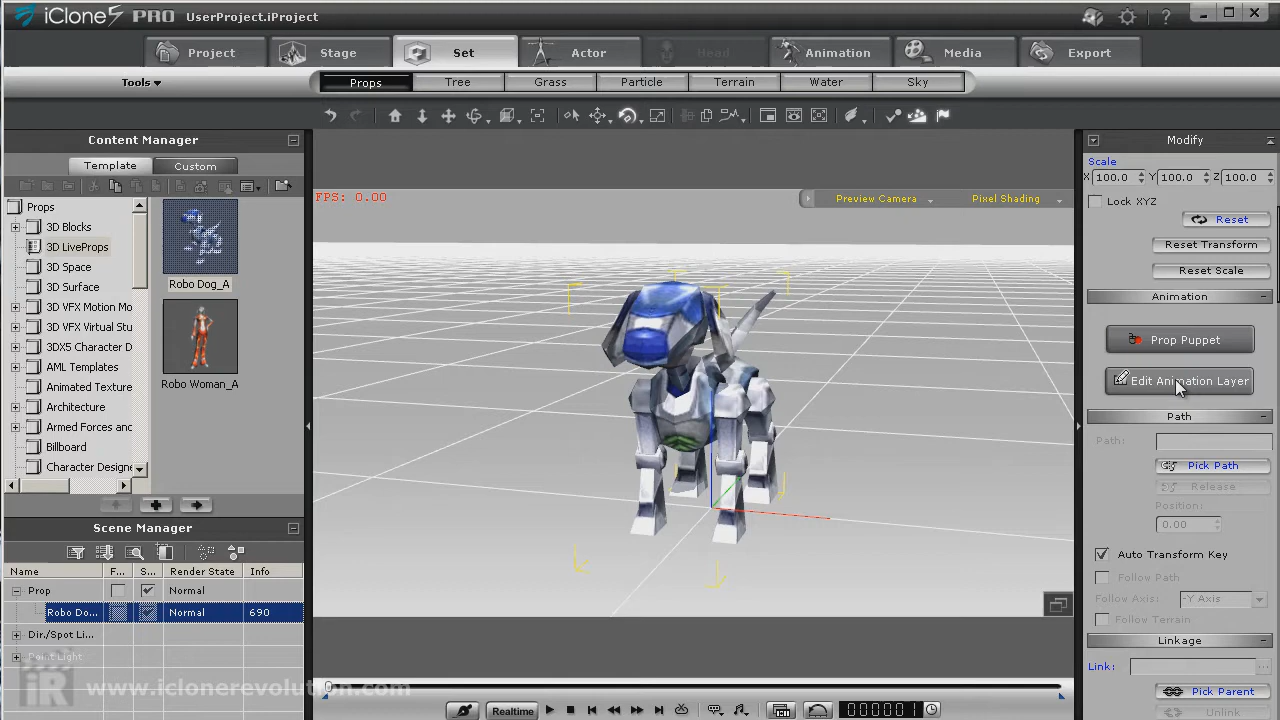 iClone5 PRO UserProject.iProject
Project Stage Set Actor Head Animation Media Export
Tools Props Tree Grass Particle Terrain Water Sky
Content Manager
Template Custom
Props
3D Blocks
3D LiveProps
3D Space
3D Surface
3D VFX Motion Mo
3D VFX Virtual Stu
3DX5 Character D
AML Templates
Animated Texture
Architecture
Armed Forces and
Billboard
Character Designe
Robo Dog_A
Robo Woman_A
Scene Manager
Name F... S... Render State Info
Prop Normal
Robo Do... Normal 690
Dir./Spot Li...
Point Light
FPS: 0.00
Preview Camera
Pixel Shading
Modify
Scale
X 100.0 Y 100.0 Z 100.0
Lock XYZ
Reset
Reset Transform
Reset Scale
Animation
Prop Puppet
Edit Animation Layer
Path
Path:
Pick Path
Release
Position:
0.00
Auto Transform Key
Follow Path
Follow Axis: -Y Axis
Follow Terrain
Linkage
Link:
Pick Parent
Unlink
iR www.iclonerevolution.com
Realtime 000001